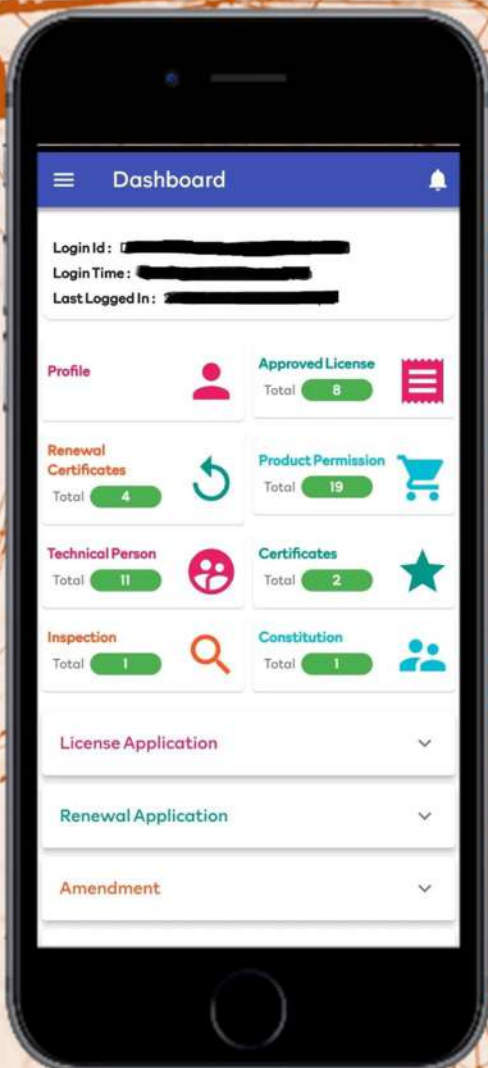 Dashboard
Login Id :
Login Time :
Last Logged In :
Profile
Approved License
Total 8
Renewal
Certificates
Total 4
Product Permission
Total 19
Technical Person
Total 11
Certificates
Total 2
Inspection
Total 1
Constitution
Total 1
License Application
Renewal Application
Amendment